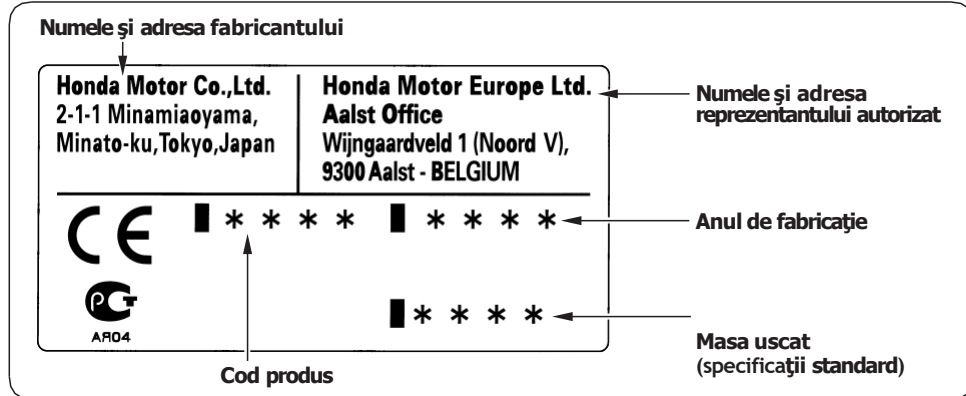 Numele şi adresa fabricantului
Honda Motor Co.,Ltd.
2-1-1 Minamiaoyama,
Minato-ku,Tokyo,Japan
Honda Motor Europe Ltd.
Aalst Office
Wijngaardveld 1 (Noord V),
9300 Aalst - BELGIUM
Numele şi adresa
reprezentantului autorizat
CE
▮ * * * *
▮ * * * *
Anul de fabricaţie
PCT
АЯ04
▮ * * * *
Masa uscat
(specificaţii standard)
Cod produs